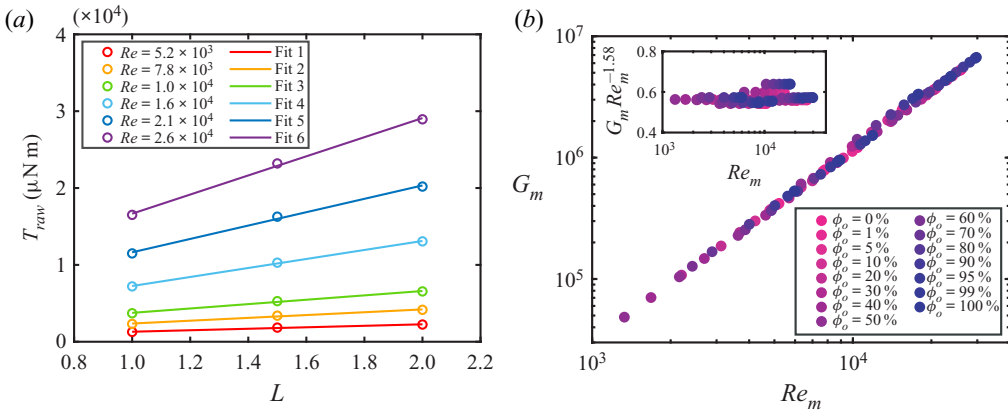 (a)
(×10⁴)
4
3
2
1
0
0.8 1.0 1.2 1.4 1.6 1.8 2.0 2.2
T_raw (μN m)
L
Re = 5.2 × 10³ Fit 1
Re = 7.8 × 10³ Fit 2
Re = 1.0 × 10⁴ Fit 3
Re = 1.6 × 10⁴ Fit 4
Re = 2.1 × 10⁴ Fit 5
Re = 2.6 × 10⁴ Fit 6
(b)
10⁷
10⁶
10⁵
G_m
10³ 10⁴
Re_m
0.8
0.6
0.4
G_m Re_m^−1.58
10³ 10⁴
Re_m
ϕ_o = 0 % ϕ_o = 60 %
ϕ_o = 1 % ϕ_o = 70 %
ϕ_o = 5 % ϕ_o = 80 %
ϕ_o = 10 % ϕ_o = 90 %
ϕ_o = 20 % ϕ_o = 95 %
ϕ_o = 30 % ϕ_o = 99 %
ϕ_o = 40 % ϕ_o = 100 %
ϕ_o = 50 %